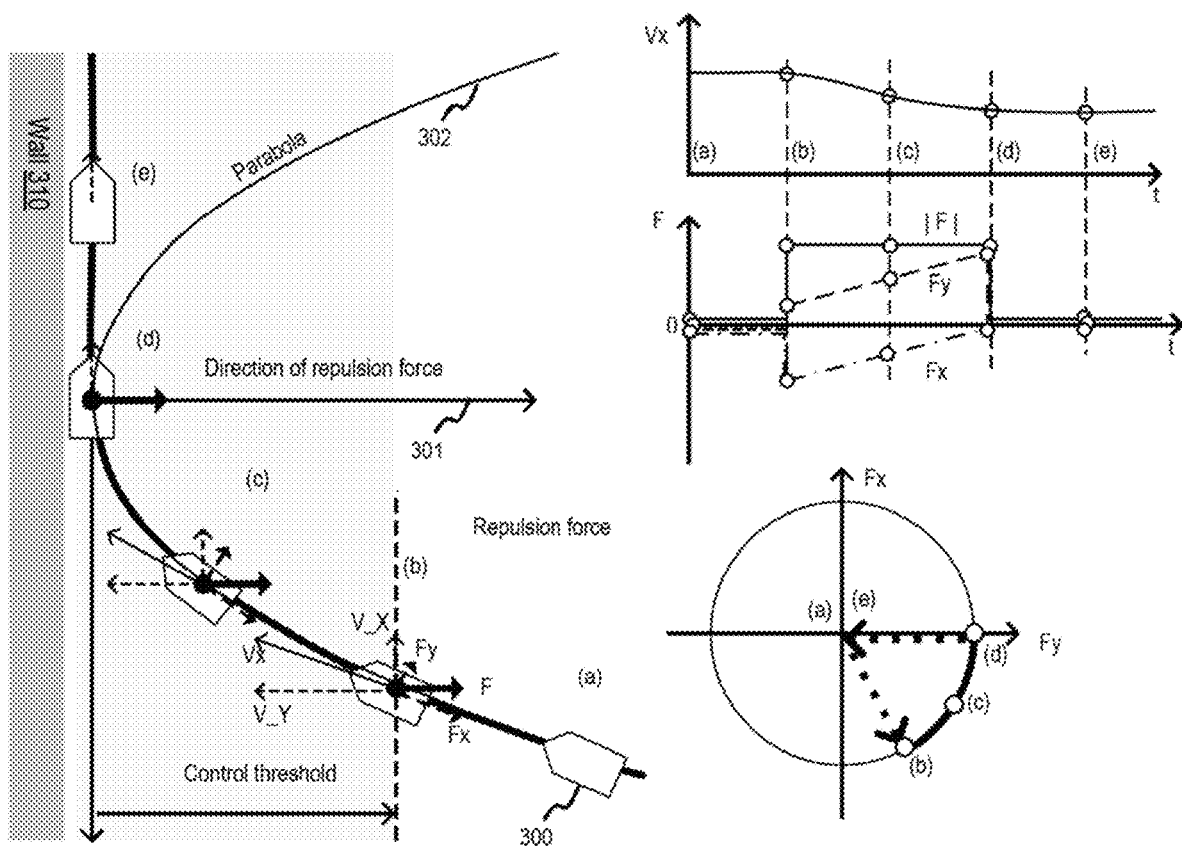 Wall 310
(e)
Parabola
302
(d)
Direction of repulsion force
301
(c)
Repulsion force
(b)
V_X
Vx
Fy
F
(a)
V_Y
Fx
Control threshold
300
Vx
(a)
(b)
(c)
(d)
(e)
t
F
| F |
Fy
0
Fx
t
Fx
(a)
(e)
(d)
Fy
(c)
(b)